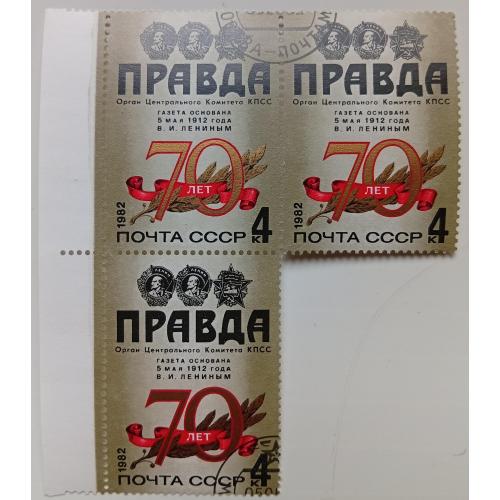 ПРАВДА
Орган Центрального Комитета КПСС
ГАЗЕТА ОСНОВАНА
5 МАЯ 1912 ГОДА
В. И. ЛЕНИНЫМ
70
ЛЕТ
1982
ПОЧТА СССР 4К
ПРАВДА
Орган Центрального Комитета КПСС
ГАЗЕТА ОСНОВАНА
5 МАЯ 1912 ГОДА
В. И. ЛЕНИНЫМ
70
ЛЕТ
1982
ПОЧТА СССР 4К
ПРАВДА
Орган Центрального Комитета КПСС
ГАЗЕТА ОСНОВАНА
5 МАЯ 1912 ГОДА
В. И. ЛЕНИНЫМ
70
ЛЕТ
1982
ПОЧТА СССР 4